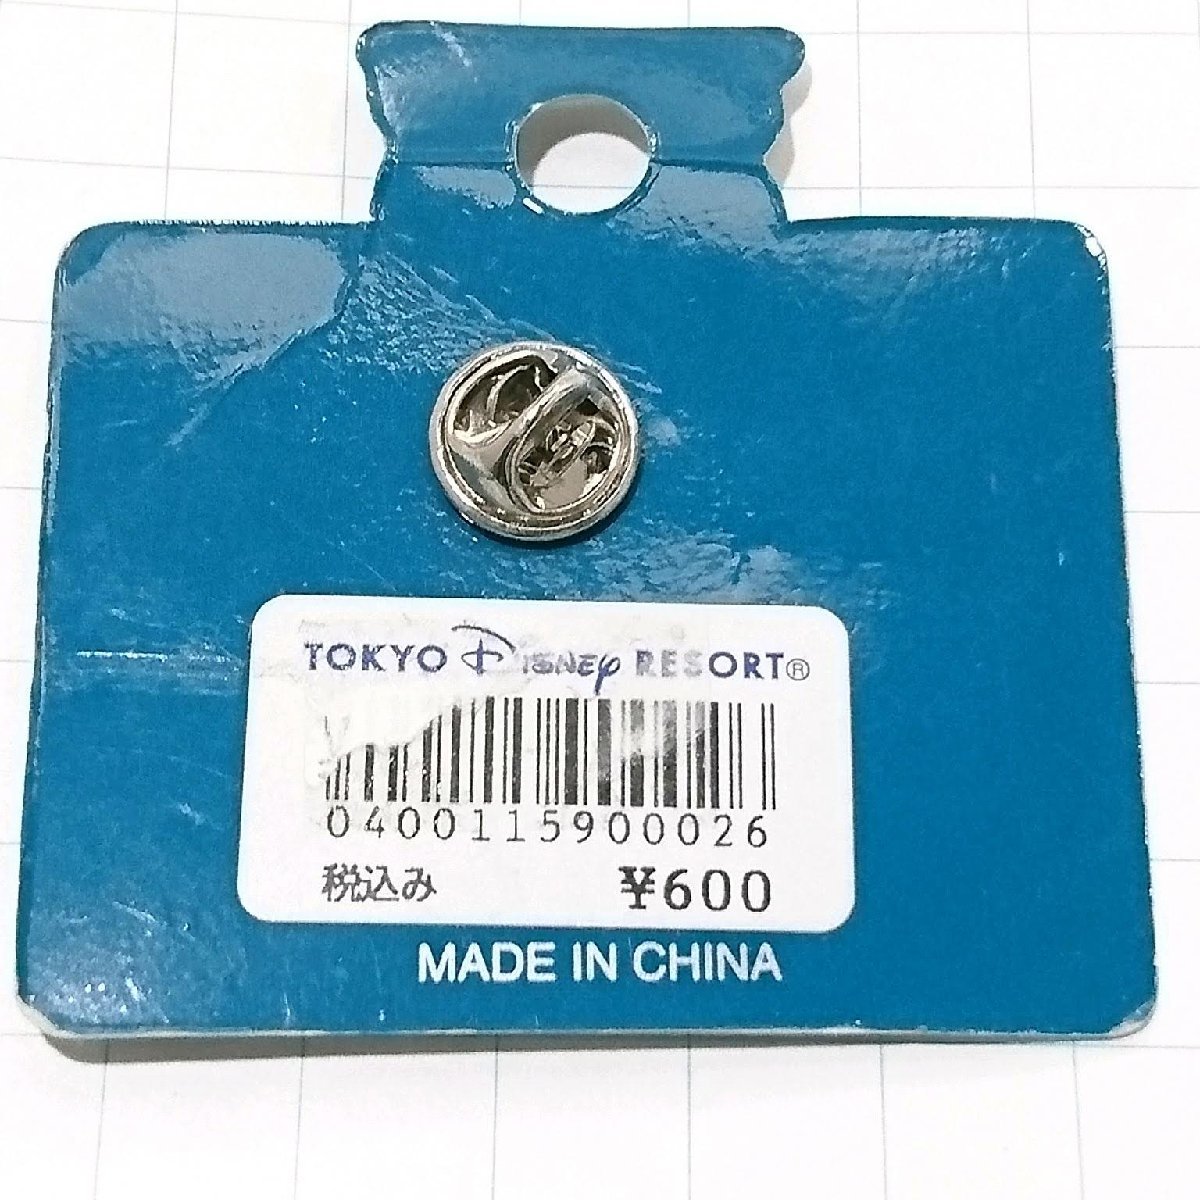 TOKYO Disney RESORT®
0400115900026
税込み ¥600
MADE IN CHINA